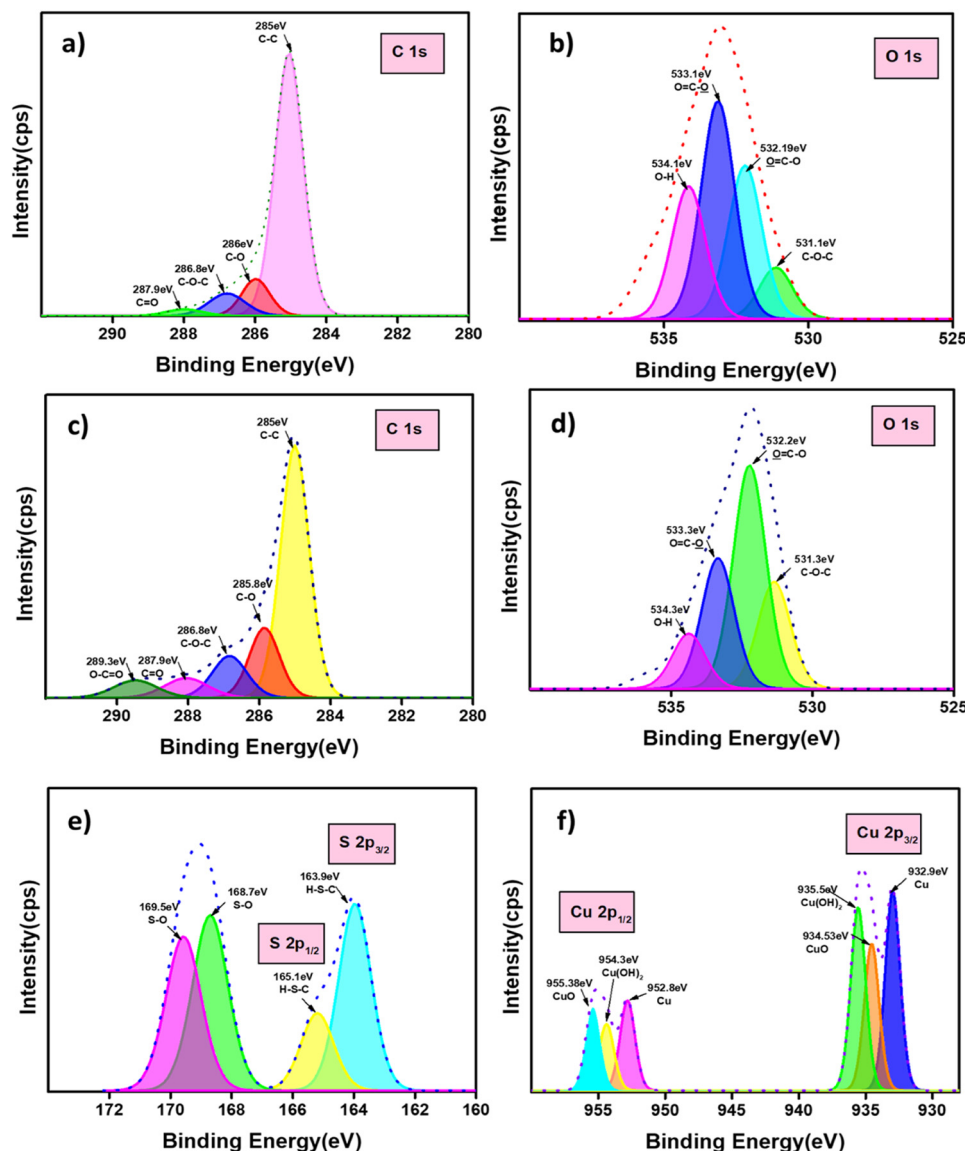 a)
C 1s
285eV
C-C
286eV
C-O
286.8eV
C-O-C
287.9eV
C=O
Intensity(cps)
290 288 286 284 282 280
Binding Energy(eV)
b)
O 1s
533.1eV
O=C-O
532.19eV
O=C-O
534.1eV
O-H
531.1eV
C-O-C
Intensity(cps)
535 530 525
Binding Energy(eV)
c)
C 1s
285eV
C-C
285.8eV
C-O
286.8eV
C-O-C
289.3eV 287.9eV
O-C=O C=O
Intensity(cps)
290 288 286 284 282 280
Binding Energy(eV)
d)
O 1s
532.2eV
O=C-O
533.3eV
O=C-O
531.3eV
C-O-C
534.3eV
O-H
Intensity(cps)
535 530 525
Binding Energy(eV)
e)
S 2p3/2
163.9eV
H-S-C
168.7eV
S-O
169.5eV
S-O
S 2p1/2
165.1eV
H-S-C
Intensity(cps)
172 170 168 166 164 162 160
Binding Energy(eV)
f)
Cu 2p3/2
932.9eV
Cu
935.5eV
Cu(OH)2
934.53eV
CuO
Cu 2p1/2
954.3eV
Cu(OH)2
955.38eV
CuO
952.8eV
Cu
Intensity(cps)
955 950 945 940 935 930
Binding Energy(eV)